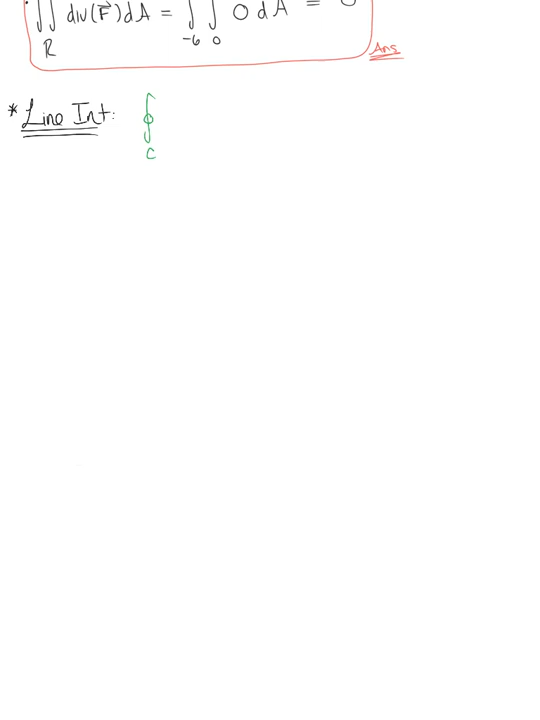 ∬ div(F⃗)dA = ∫∫ 0 dA = 0
R -6 0
Ans
* Line Int: ∮
C